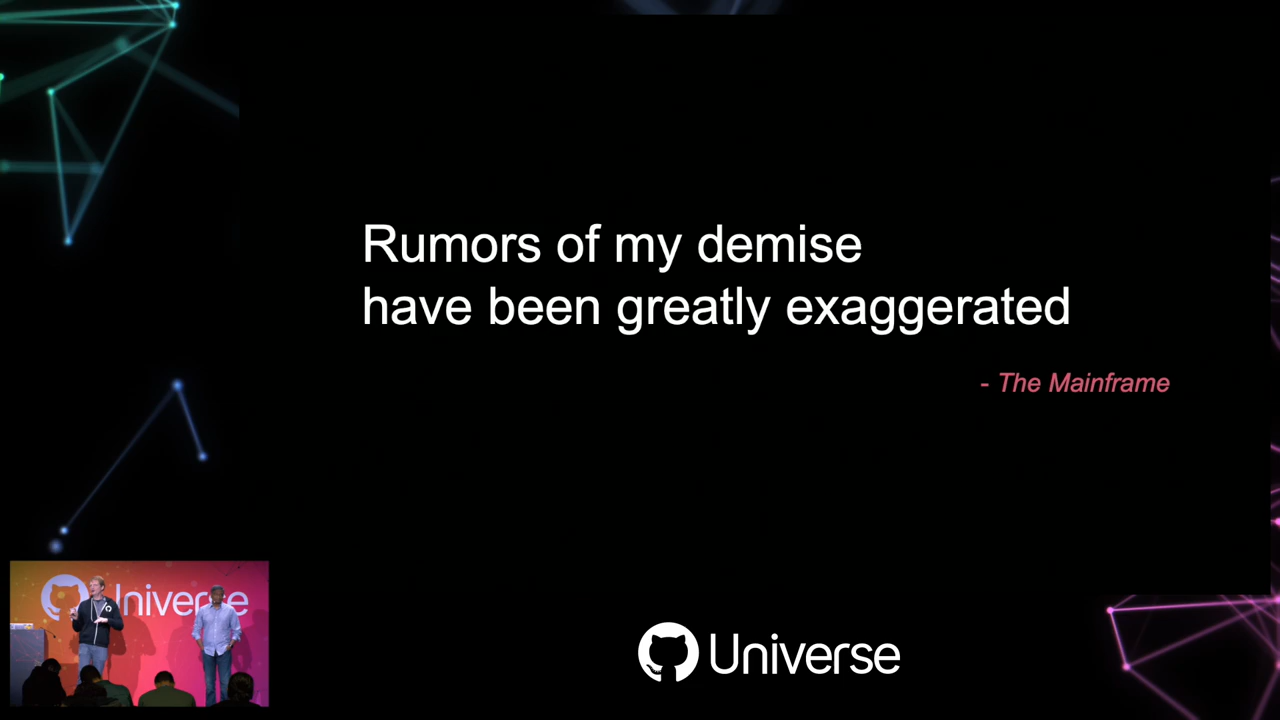 Rumors of my demise
have been greatly exaggerated
- The Mainframe
Universe
Universe